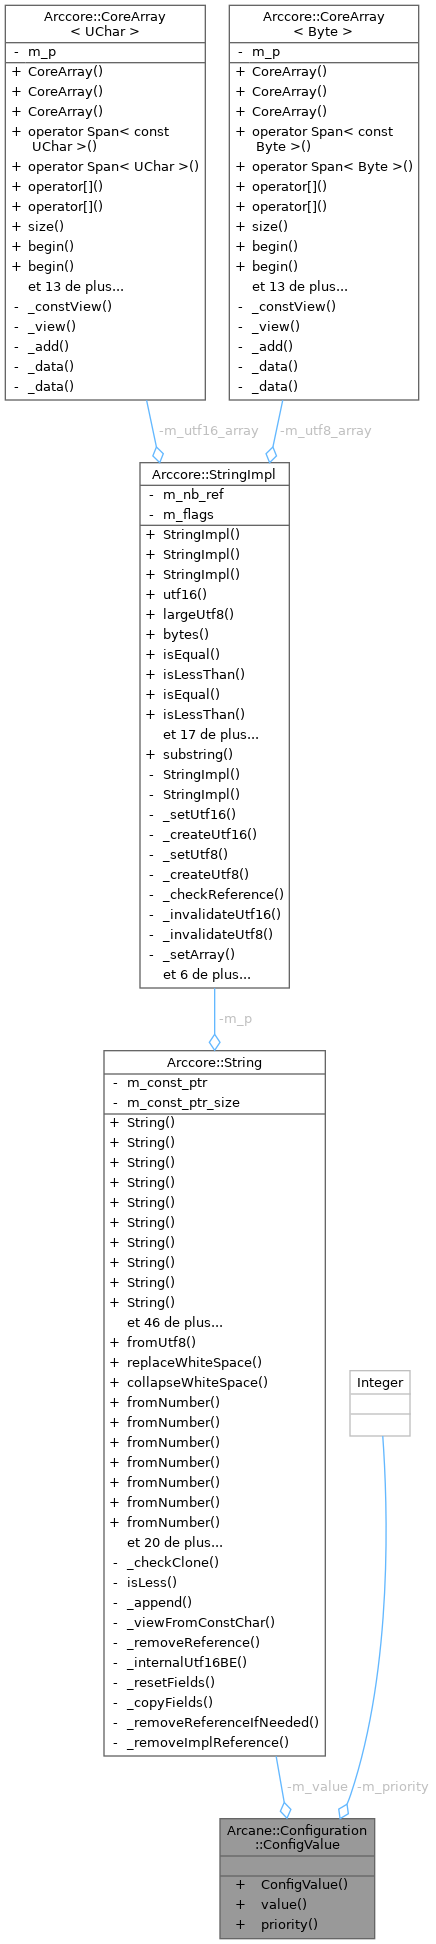 Arccore::CoreArray
< UChar >
- m_p
+ CoreArray()
+ CoreArray()
+ CoreArray()
+ operator Span< const
UChar >()
+ operator Span< UChar >()
+ operator[]()
+ operator[]()
+ size()
+ begin()
+ begin()
et 13 de plus...
- _constView()
- _view()
- _add()
- _data()
- _data()
Arccore::CoreArray
< Byte >
- m_p
+ CoreArray()
+ CoreArray()
+ CoreArray()
+ operator Span< const
Byte >()
+ operator Span< Byte >()
+ operator[]()
+ operator[]()
+ size()
+ begin()
+ begin()
et 13 de plus...
- _constView()
- _view()
- _add()
- _data()
- _data()
-m_utf16_array
-m_utf8_array
Arccore::StringImpl
- m_nb_ref
- m_flags
+ StringImpl()
+ StringImpl()
+ StringImpl()
+ utf16()
+ largeUtf8()
+ bytes()
+ isEqual()
+ isLessThan()
+ isEqual()
+ isLessThan()
et 17 de plus...
+ substring()
- StringImpl()
- StringImpl()
- _setUtf16()
- _createUtf16()
- _setUtf8()
- _createUtf8()
- _checkReference()
- _invalidateUtf16()
- _invalidateUtf8()
- _setArray()
et 6 de plus...
-m_p
Arccore::String
- m_const_ptr
- m_const_ptr_size
+ String()
+ String()
+ String()
+ String()
+ String()
+ String()
+ String()
+ String()
+ String()
+ String()
et 46 de plus...
+ fromUtf8()
+ replaceWhiteSpace()
+ collapseWhiteSpace()
+ fromNumber()
+ fromNumber()
+ fromNumber()
+ fromNumber()
+ fromNumber()
+ fromNumber()
+ fromNumber()
et 20 de plus...
- _checkClone()
- isLess()
- _append()
- _viewFromConstChar()
- _removeReference()
- _internalUtf16BE()
- _resetFields()
- _copyFields()
- _removeReferenceIfNeeded()
- _removeImplReference()
Integer
-m_value
-m_priority
Arcane::Configuration
::ConfigValue
+ ConfigValue()
+ value()
+ priority()